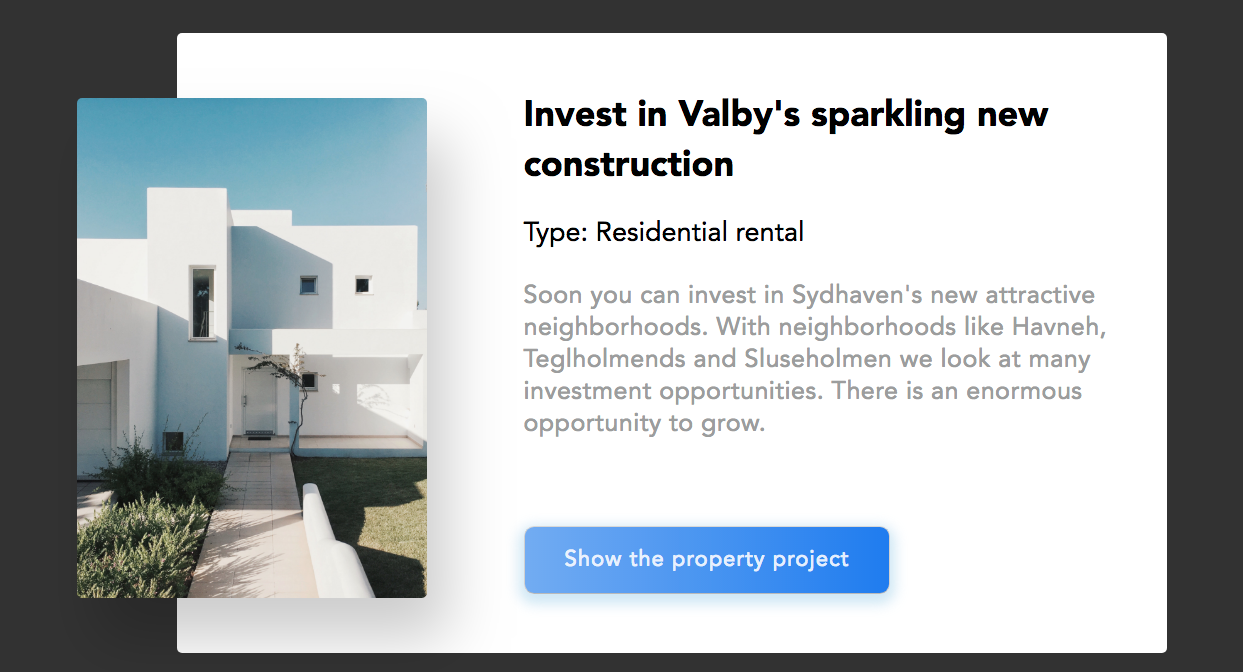 Invest in Valby's sparkling new
construction
Type: Residential rental
Soon you can invest in Sydhaven's new attractive
neighborhoods. With neighborhoods like Havneh,
Teglholmends and Sluseholmen we look at many
investment opportunities. There is an enormous
opportunity to grow.
Show the property project